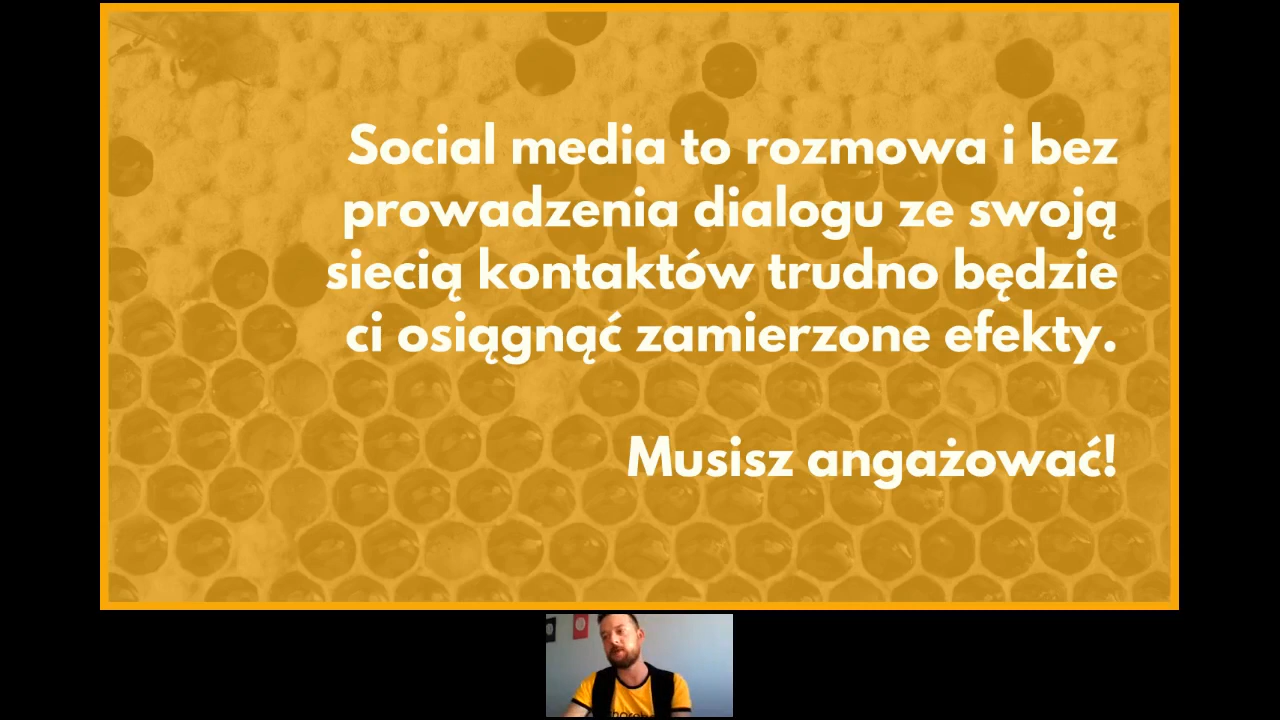 Social media to rozmowa i bez
prowadzenia dialogu ze swoją
siecią kontaktów trudno będzie
ci osiągnąć zamierzone efekty.
Musisz angażować!